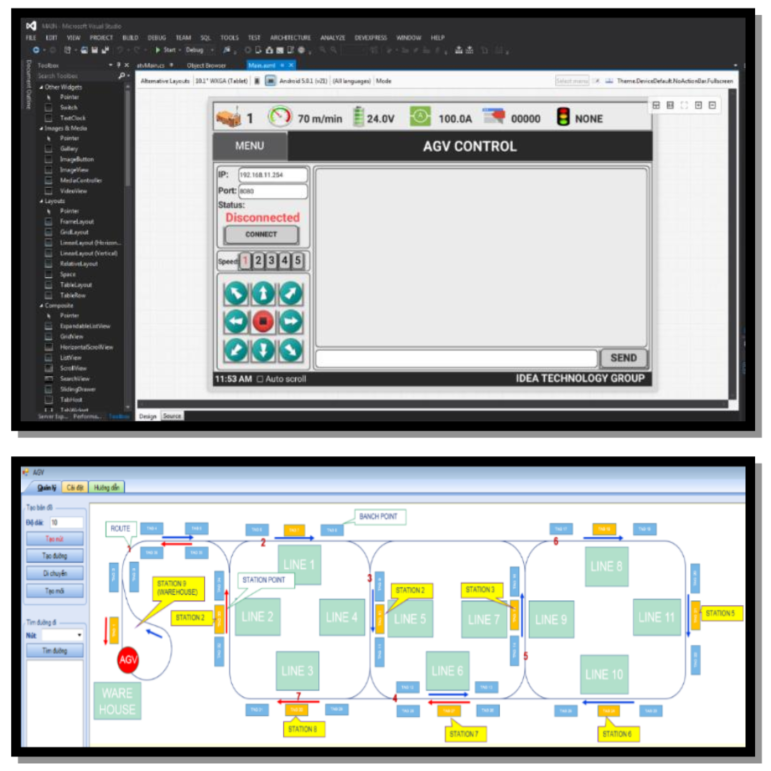 MAIN - Microsoft Visual Studio
FILE EDIT VIEW PROJECT BUILD DEBUG TEAM SQL TOOLS TEST ARCHITECTURE ANALYZE DEVEXPRESS WINDOW HELP
Start Debug
Toolbox
Object Browser
Main.axml
Document Outline
Search Toolbox
Alternative Layouts
10.1" WXGA (Tablet)
Android 5.0.1 (v21)
(All languages)
Mode
Theme.DeviceDefault.NoActionBar.Fullscreen
Other Widgets
Pointer
Switch
TextClock
Images & Media
Pointer
Gallery
ImageButton
ImageView
MediaController
VideoView
Layouts
Pointer
FrameLayout
GridLayout
LinearLayout (Horizon...
LinearLayout (Vertical)
RelativeLayout
Space
TableLayout
TableRow
Composite
Pointer
ExpandableListView
GridView
HorizontalScrollView
ListView
ScrollView
SearchView
SlidingDrawer
TabHost
TabWidget
Server Exp... Performa... Toolbox
Design Source
1 70 m/min 24.0V 100.0A 00000 NONE
MENU AGV CONTROL
IP: 192.168.11.204
Port: 8080
Status:
Disconnected
CONNECT
Speed 1 2 3 4 5
SEND
11:53 AM Auto scroll IDEA TECHNOLOGY GROUP
AGV
Quản lý Cài đặt Hướng dẫn
Tạo bản đồ
Độ dài: 10
Tạo nút
Tạo đường
Di chuyển
Tạo mới
Tìm đường đi
Nút:
Tìm đường
ROUTE
BANCH POINT
1
2
6
LINE 1
LINE 8
STATION 9
(WAREHOUSE)
STATION POINT
3
STATION 2
STATION 2
STATION 3
LINE 2
LINE 4
LINE 5
LINE 7
LINE 9
LINE 11
STATION 5
AGV
5
LINE 3
LINE 6
LINE 10
WARE
HOUSE
7
4
STATION 8
STATION 7
STATION 6